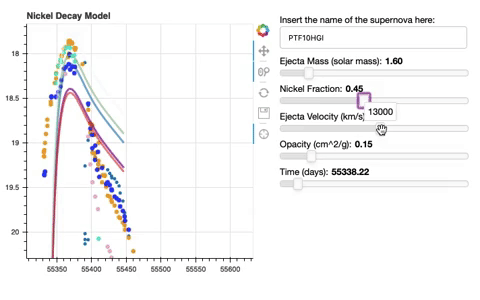 Nickel Decay Model
Insert the name of the supernova here:
PTF10HGI
Ejecta Mass (solar mass): 1.60
Nickel Fraction: 0.45
13000
Ejecta Velocity (km/s)
Opacity (cm^2/g): 0.15
Time (days): 55338.22
18
18.5
19
19.5
20
55350
55400
55450
55500
55550
55600